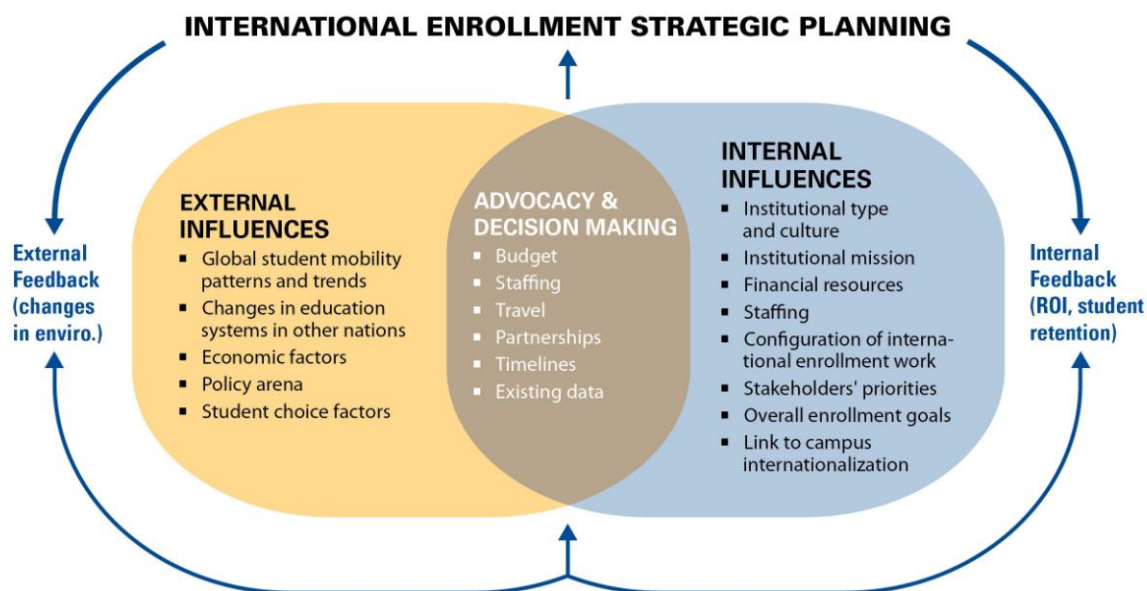 INTERNATIONAL ENROLLMENT STRATEGIC PLANNING
External
Feedback
(changes
in enviro.)
EXTERNAL
INFLUENCES
▪ Global student mobility
patterns and trends
▪ Changes in education
systems in other nations
▪ Economic factors
▪ Policy arena
▪ Student choice factors
ADVOCACY &
DECISION MAKING
▪ Budget
▪ Staffing
▪ Travel
▪ Partnerships
▪ Timelines
▪ Existing data
INTERNAL
INFLUENCES
▪ Institutional type
and culture
▪ Institutional mission
▪ Financial resources
▪ Staffing
▪ Configuration of interna-
tional enrollment work
▪ Stakeholders' priorities
▪ Overall enrollment goals
▪ Link to campus
internationalization
Internal
Feedback
(ROI, student
retention)